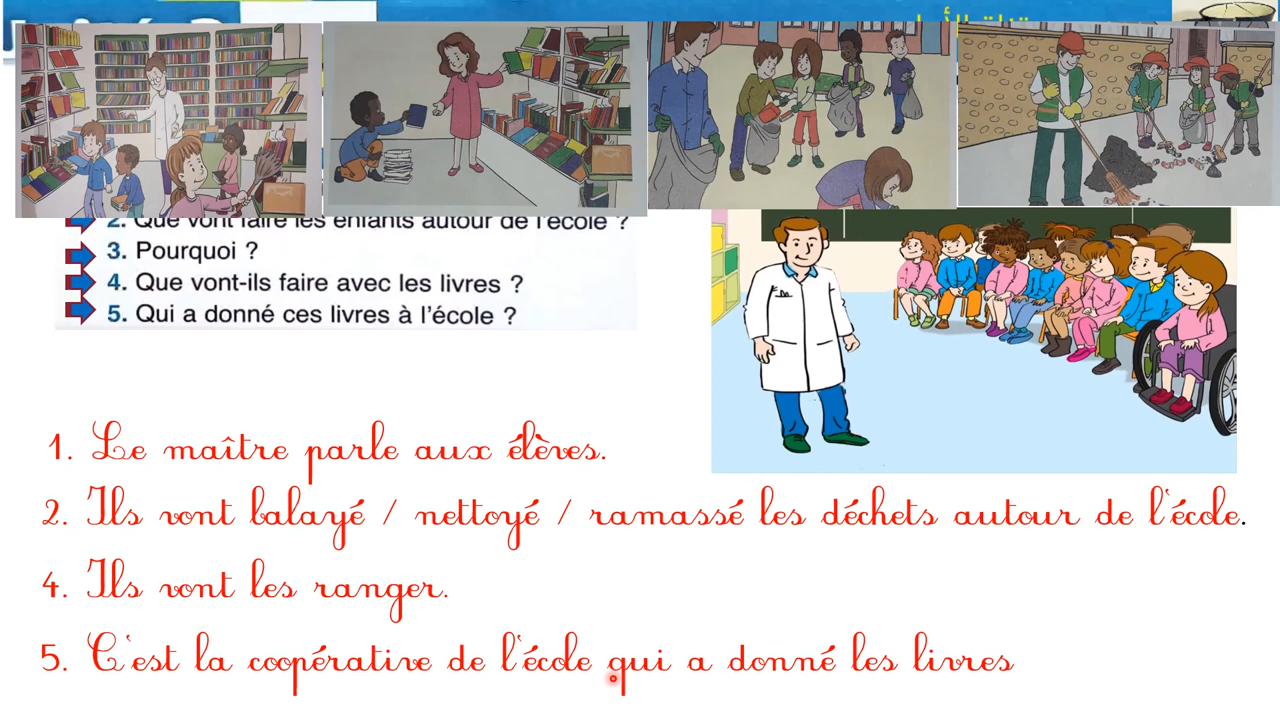 2. Que vont faire les enfants autour de l'école ?
3. Pourquoi ?
4. Que vont-ils faire avec les livres ?
5. Qui a donné ces livres à l'école ?
1. Le maître parle aux élèves.
2. Ils vont balayé / nettoyé / ramassé les déchets autour de l'école.
4. Ils vont les ranger.
5. C'est la coopérative de l'école qui a donné les livres